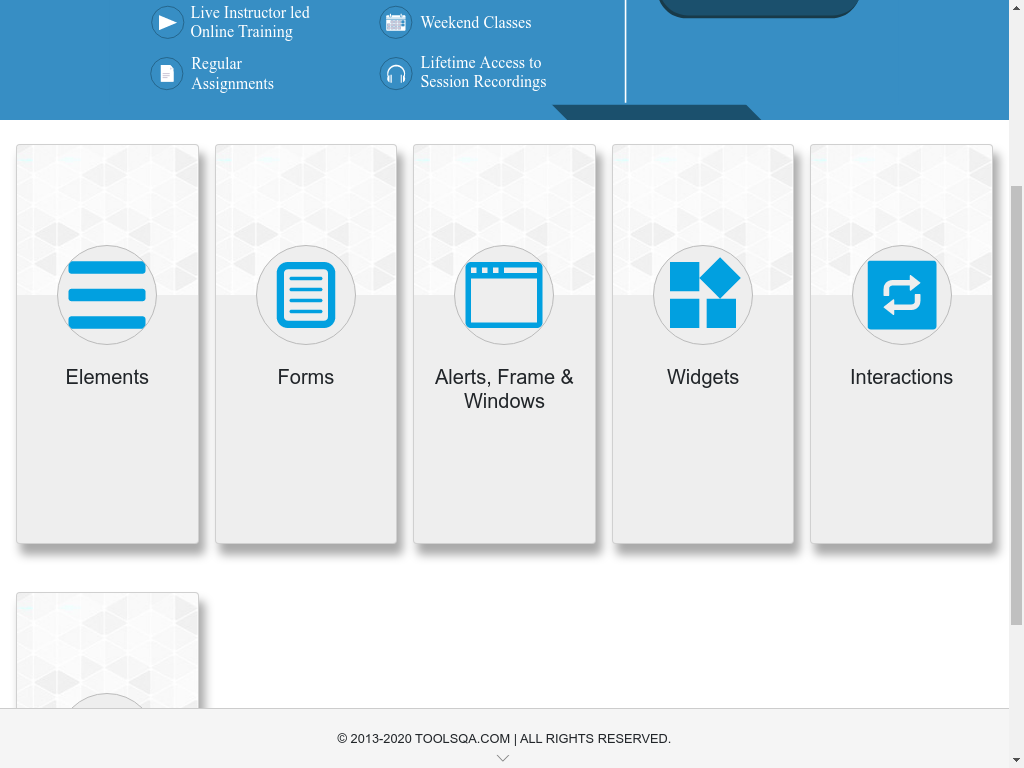 Live Instructor led
Online Training
Weekend Classes
Regular
Assignments
Lifetime Access to
Session Recordings
Elements
Forms
Alerts, Frame &
Windows
Widgets
Interactions
© 2013-2020 TOOLSQA.COM | ALL RIGHTS RESERVED.